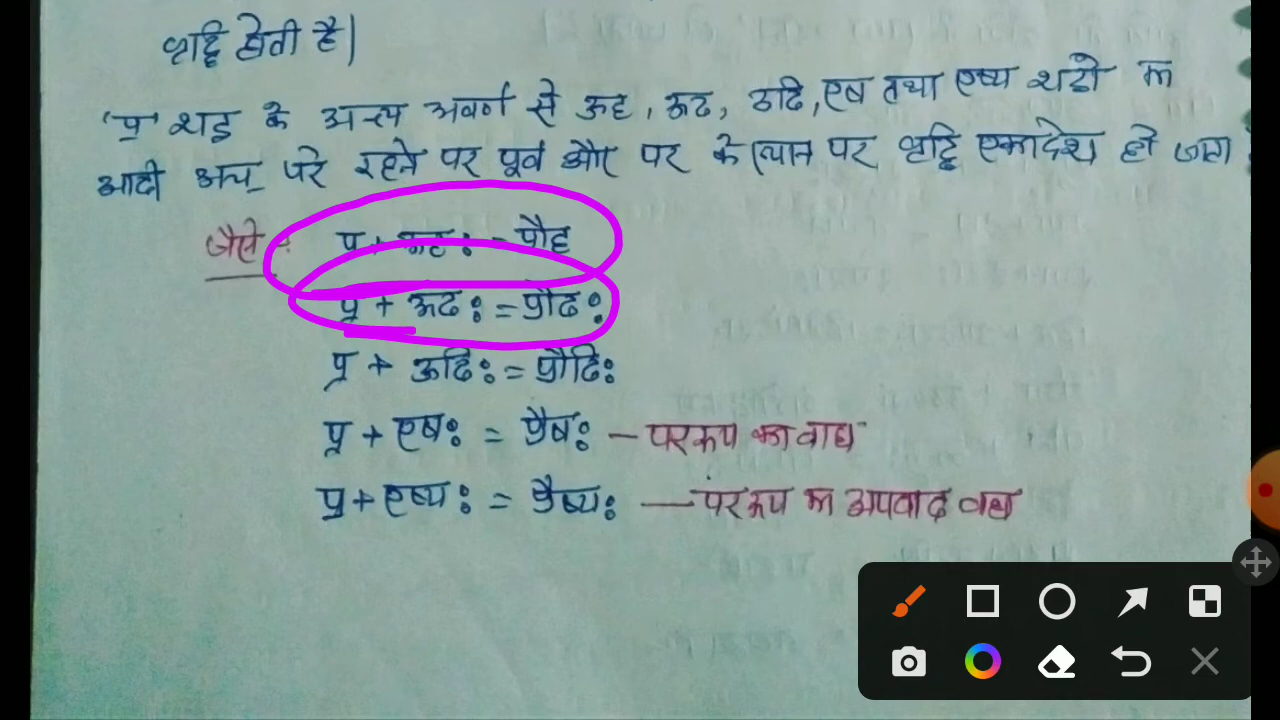 वृद्धि होती है|
'प्र' शब्द के अन्त्य अवर्ण से ऊह, ऊढ, ऊढि, एष तथा एष्य शब्दों के
आदी अच् परे रहने पर पूर्व और पर के स्थान पर वृद्धि एकादेश हो जाता
जैसे :- प्र + ऊहः = प्रौह
प्र + ऊढः = प्रौढः
प्र + ऊढिः = प्रौढिः
प्र + एषः = प्रैषः – पररूप का वाध
प्र + एष्यः = प्रैष्यः — पररूप का अपवाद